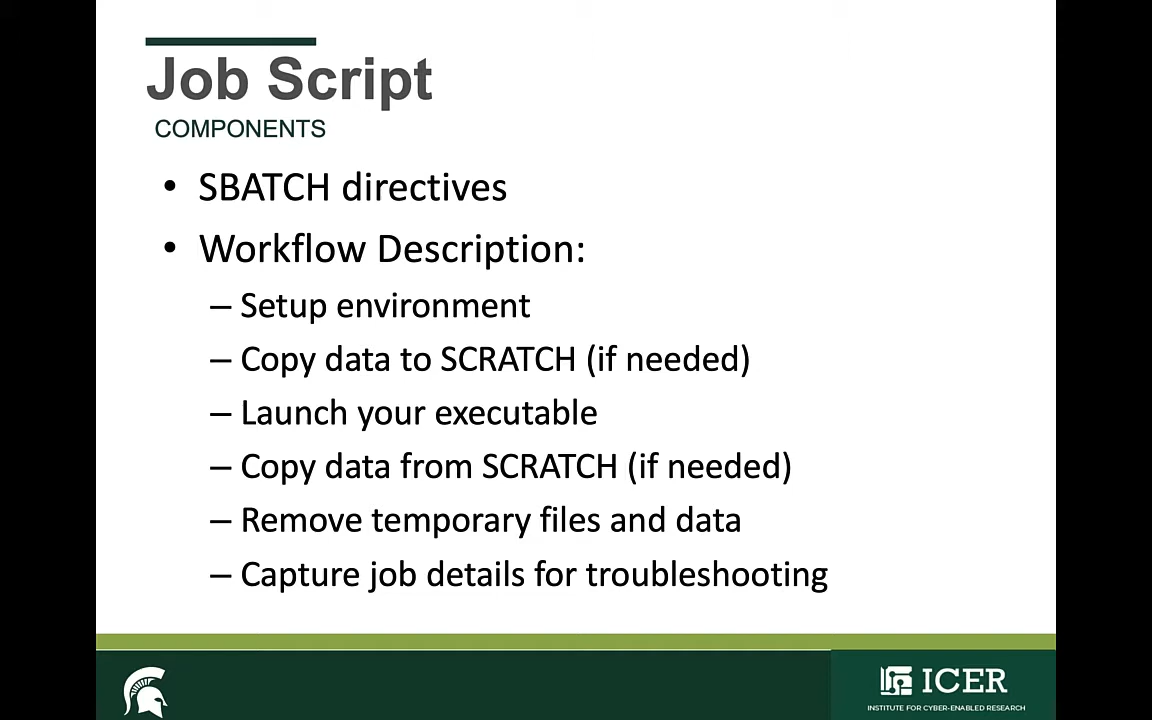 Job Script
COMPONENTS
• SBATCH directives
• Workflow Description:
– Setup environment
– Copy data to SCRATCH (if needed)
– Launch your executable
– Copy data from SCRATCH (if needed)
– Remove temporary files and data
– Capture job details for troubleshooting
ICER
INSTITUTE FOR CYBER-ENABLED RESEARCH